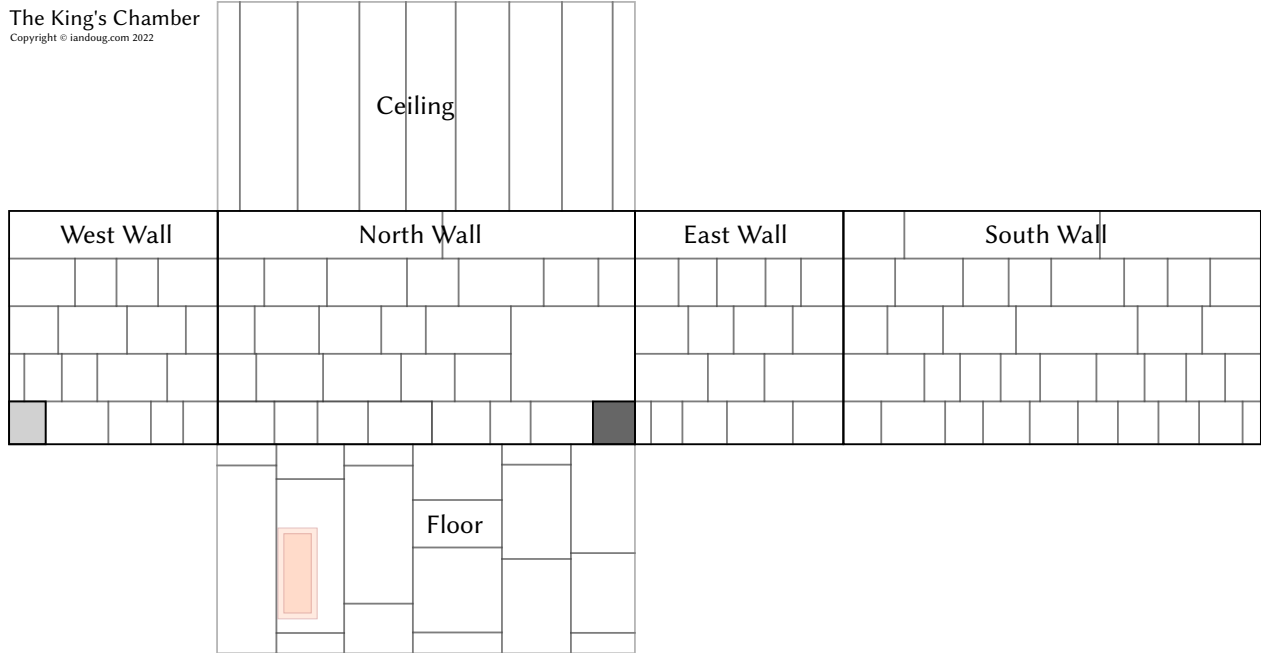 The King's Chamber
Copyright © iandoug.com 2022
Ceiling
West Wall
North Wall
East Wall
South Wall
Floor